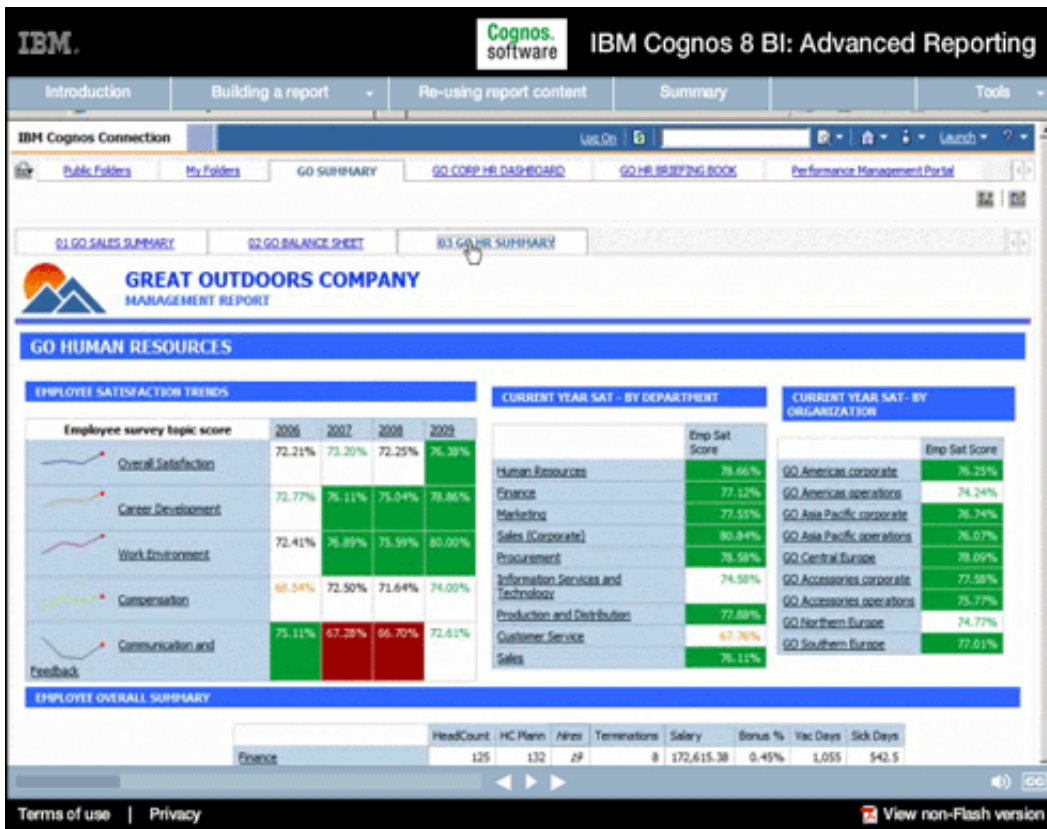 IBM.
Cognos. software
IBM Cognos 8 BI: Advanced Reporting
Introduction Building a report Re-using report content Summary Tools
IBM Cognos Connection Log On Launch ?
Public Folders My Folders GO SUMMARY GO CORP HR DASHBOARD GO HR BRIEFING BOOK Performance Management Portal
01 GO SALES SUMMARY 02 GO BALANCE SHEET 03 GO HR SUMMARY
GREAT OUTDOORS COMPANY
MANAGEMENT REPORT
GO HUMAN RESOURCES
EMPLOYEE SATISFACTION TRENDS
Employee survey topic score 2006 2007 2008 2009
Overall Satisfaction 72.21% 73.20% 72.25% 76.38%
Career Development 72.77% 76.11% 75.04% 78.86%
Work Environment 72.41% 76.89% 75.59% 80.00%
Compensation 68.54% 72.50% 71.64% 74.00%
Communication and Feedback 75.11% 67.28% 66.70% 72.61%
CURRENT YEAR SAT - BY DEPARTMENT
Emp Sat Score
Human Resources 78.66%
Finance 77.12%
Marketing 77.55%
Sales (Corporate) 80.84%
Procurement 78.58%
Information Services and Technology 74.58%
Production and Distribution 77.88%
Customer Service 67.76%
Sales 76.11%
CURRENT YEAR SAT- BY ORGANIZATION
Emp Sat Score
GO Americas corporate 76.25%
GO Americas operations 74.24%
GO Asia Pacific corporate 76.74%
GO Asia Pacific operations 76.07%
GO Central Europe 78.09%
GO Accessories corporate 77.58%
GO Accessories operations 75.77%
GO Northern Europe 74.77%
GO Southern Europe 77.01%
EMPLOYEE OVERALL SUMMARY
HeadCount HC Plann Hires Terminations Salary Bonus % Vac Days Sick Days
Finance 125 132 19 8 172,615.38 0.45% 1,055 542.5
CC
Terms of use | Privacy View non-Flash version